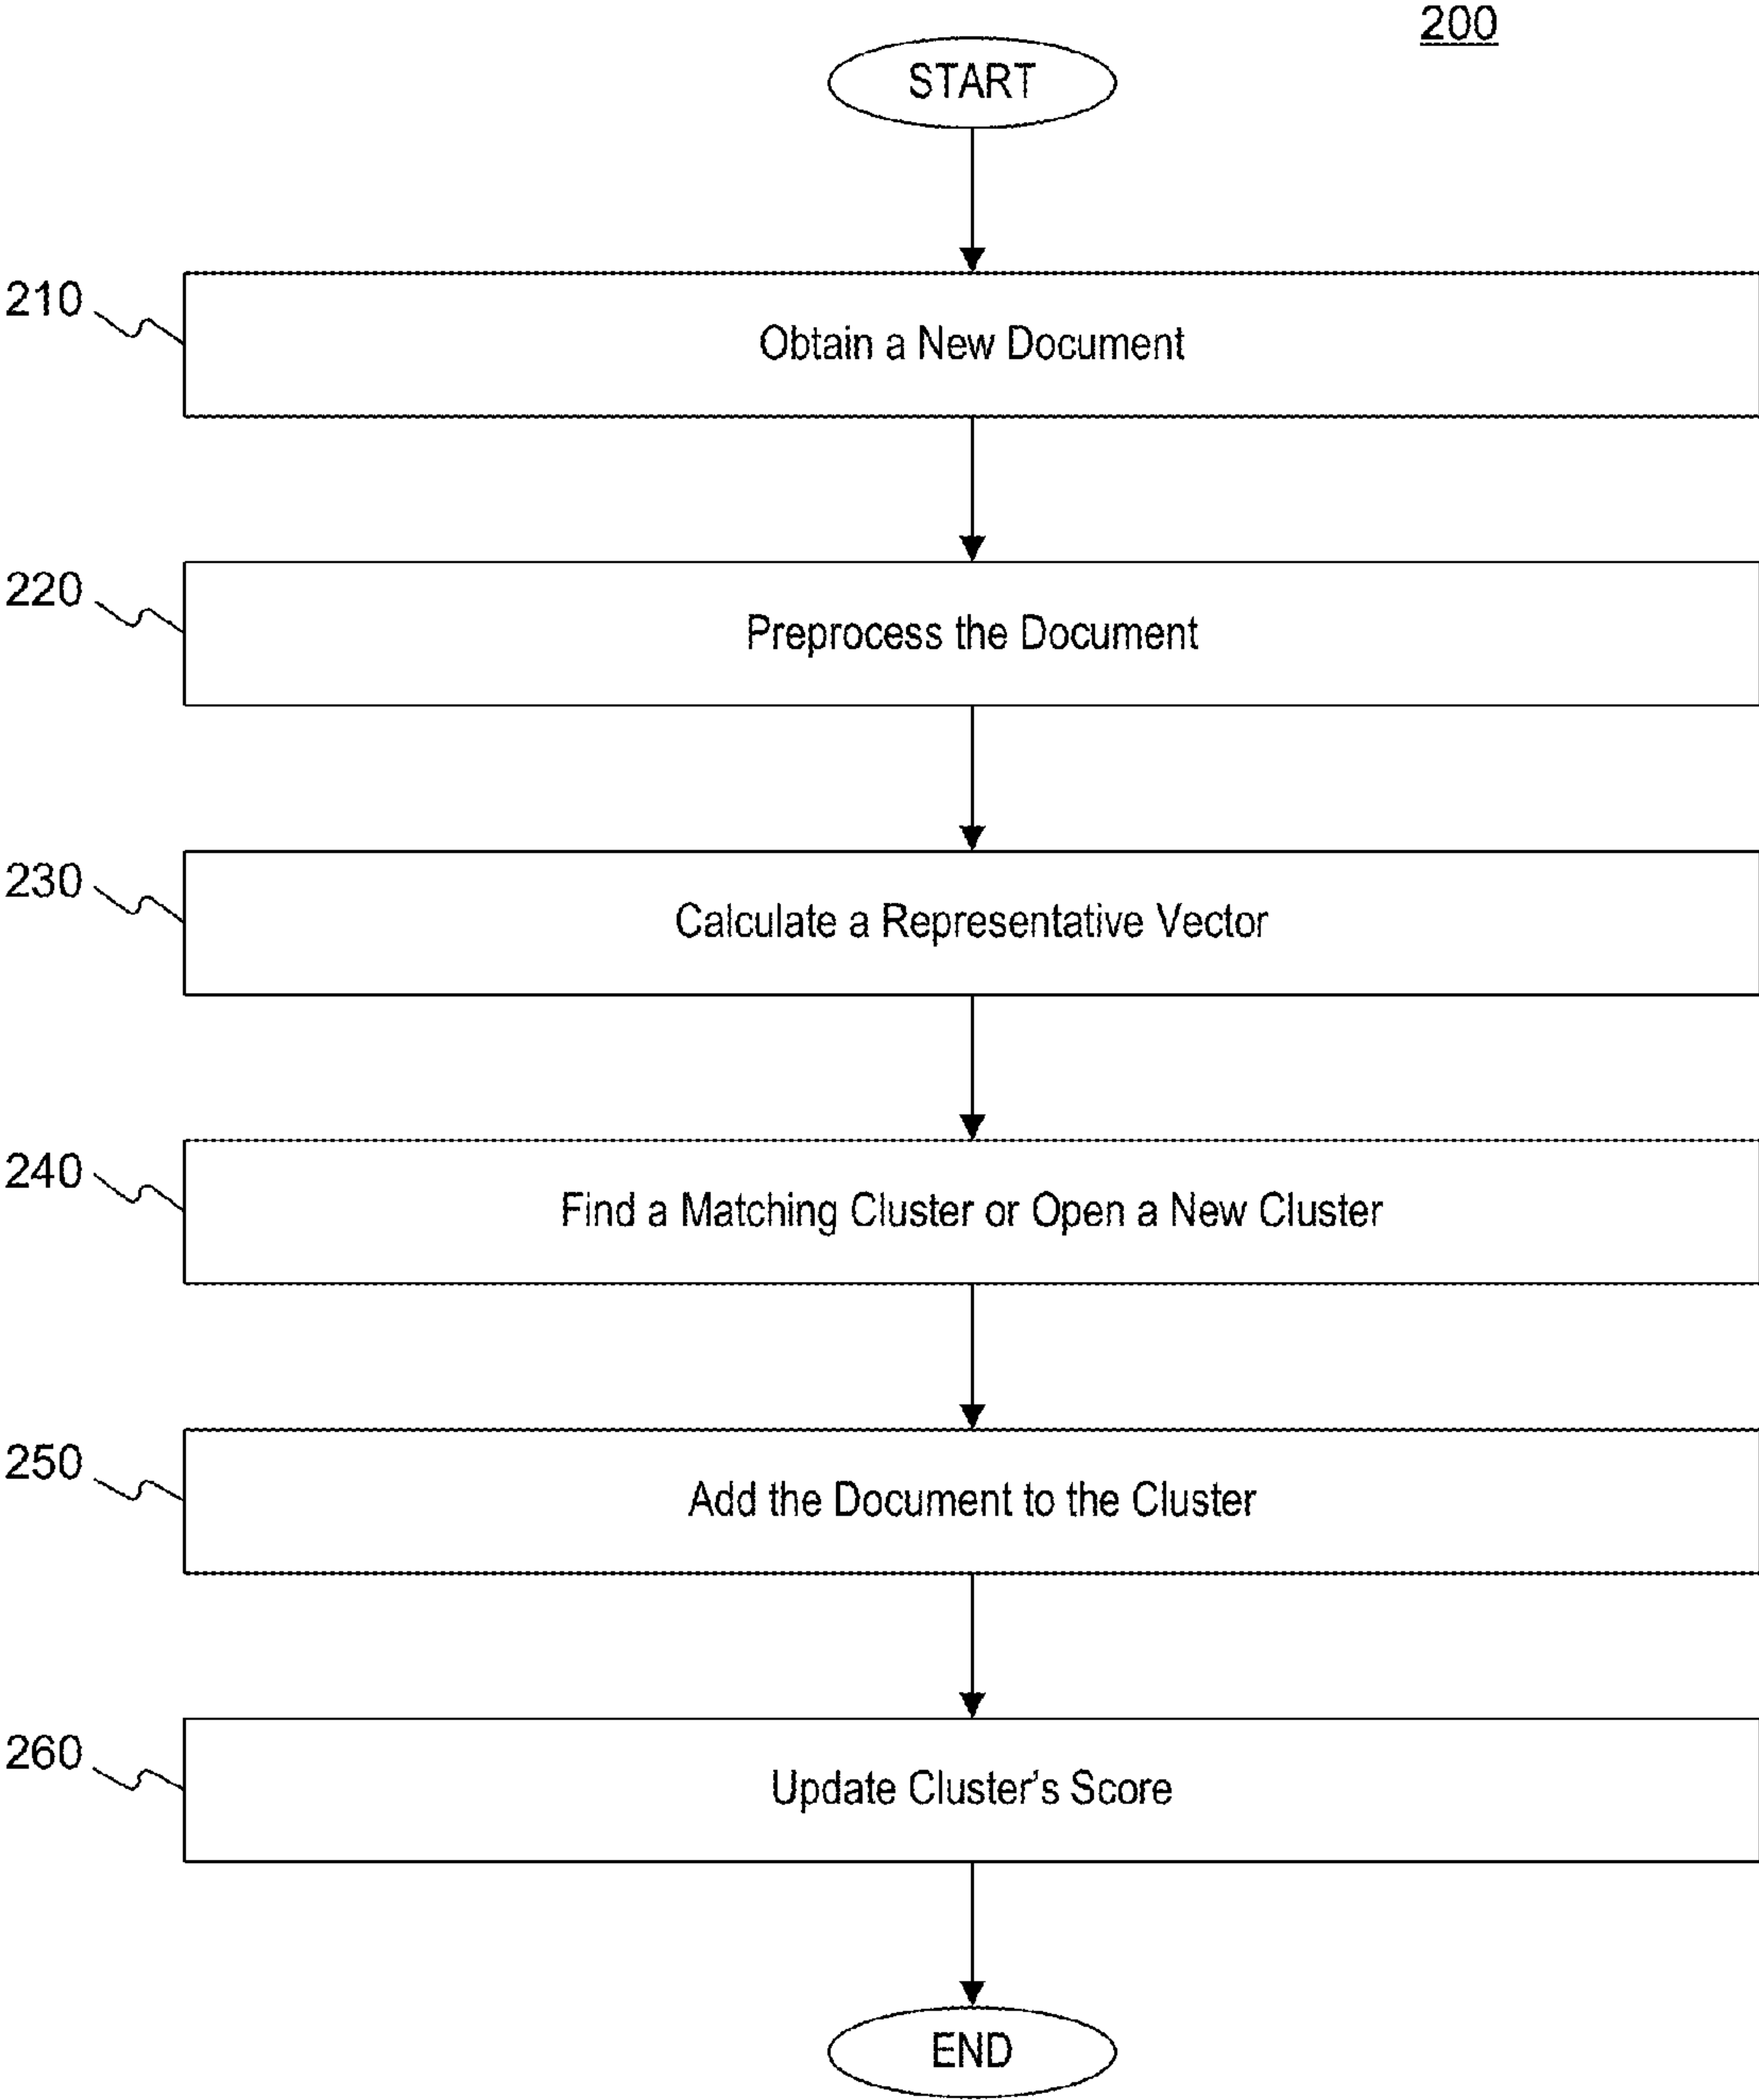 200
START
210
Obtain a New Document
220
Preprocess the Document
230
Calculate a Representative Vector
240
Find a Matching Cluster or Open a New Cluster
250
Add the Document to the Cluster
260
Update Cluster's Score
END